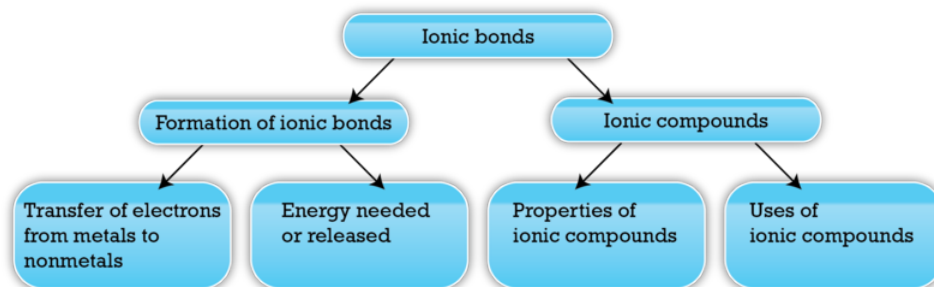 Ionic bonds
Formation of ionic bonds
Ionic compounds
Transfer of electrons
from metals to
nonmetals
Energy needed
or released
Properties of
ionic compounds
Uses of
ionic compounds